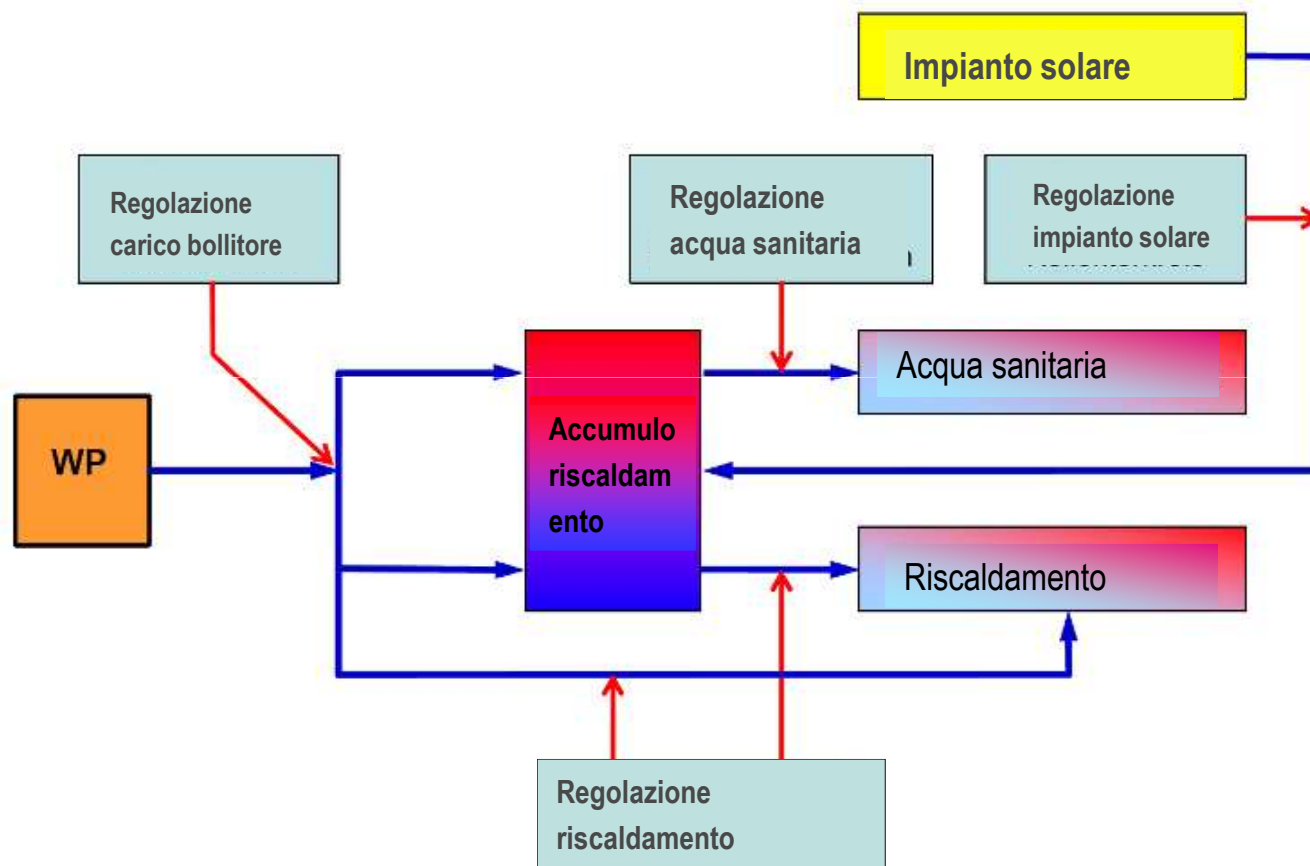 Impianto solare
Regolazione
carico bollitore
Regolazione
acqua sanitaria
Regolazione
impianto solare
Acqua sanitaria
WP
Accumulo
riscaldam
ento
Riscaldamento
Regolazione
riscaldamento